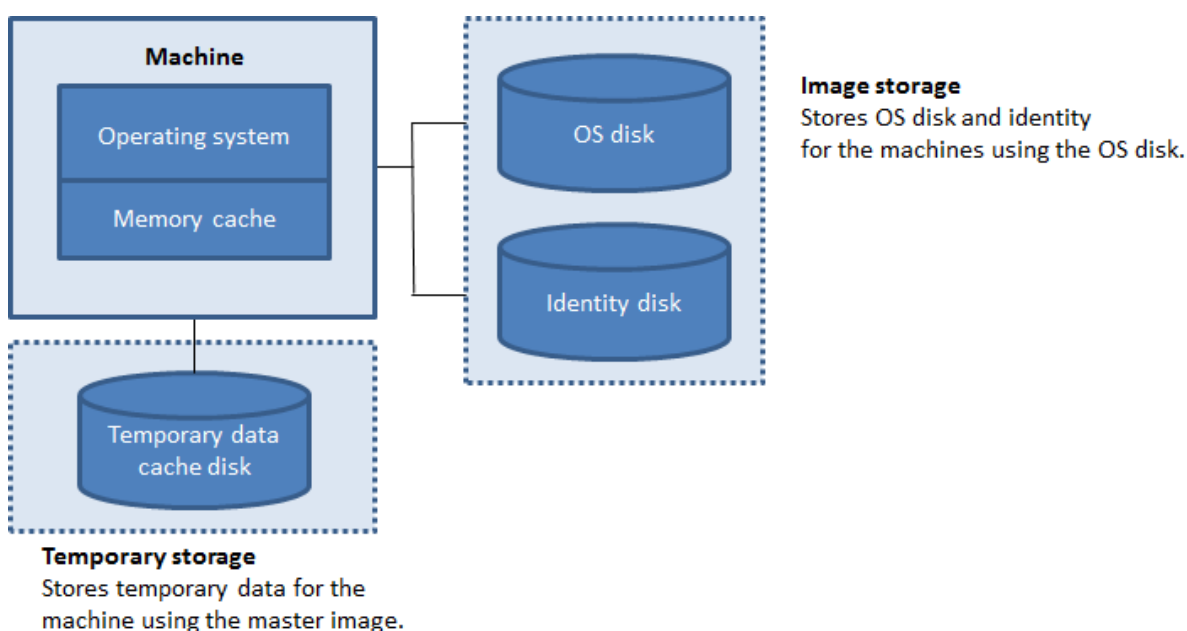 Machine
Operating system
Memory cache
OS disk
Identity disk
Image storage
Stores OS disk and identity
for the machines using the OS disk.
Temporary data
cache disk
Temporary storage
Stores temporary data for the
machine using the master image.